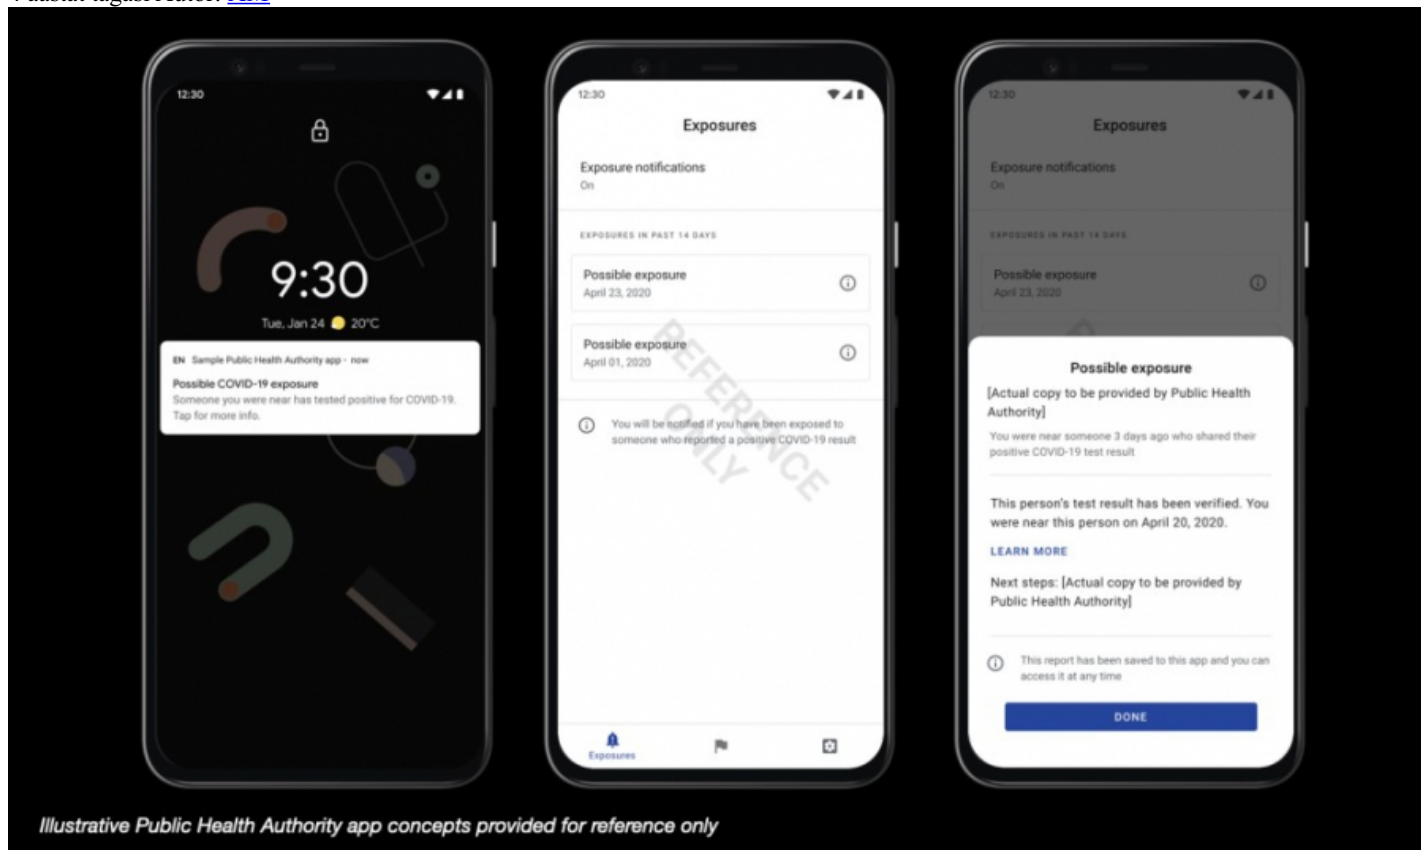 12:30
9:30
Tue, Jan 24 20°C
EN Sample Public Health Authority app · now
Possible COVID-19 exposure
Someone you were near has tested positive for COVID-19.
Tap for more info.
12:30
Exposures
Exposure notifications
On
EXPOSURES IN PAST 14 DAYS
Possible exposure
April 23, 2020
Possible exposure
April 01, 2020
You will be notified if you have been exposed to
someone who reported a positive COVID-19 result
REFERENCE
ONLY
Exposures
12:30
Exposures
Exposure notifications
On
EXPOSURES IN PAST 14 DAYS
Possible exposure
April 23, 2020
Possible exposure
[Actual copy to be provided by Public Health
Authority]
You were near someone 3 days ago who shared their
positive COVID-19 test result
This person's test result has been verified. You
were near this person on April 20, 2020.
LEARN MORE
Next steps: [Actual copy to be provided by
Public Health Authority]
This report has been saved to this app and you can
access it at any time
DONE
Illustrative Public Health Authority app concepts provided for reference only